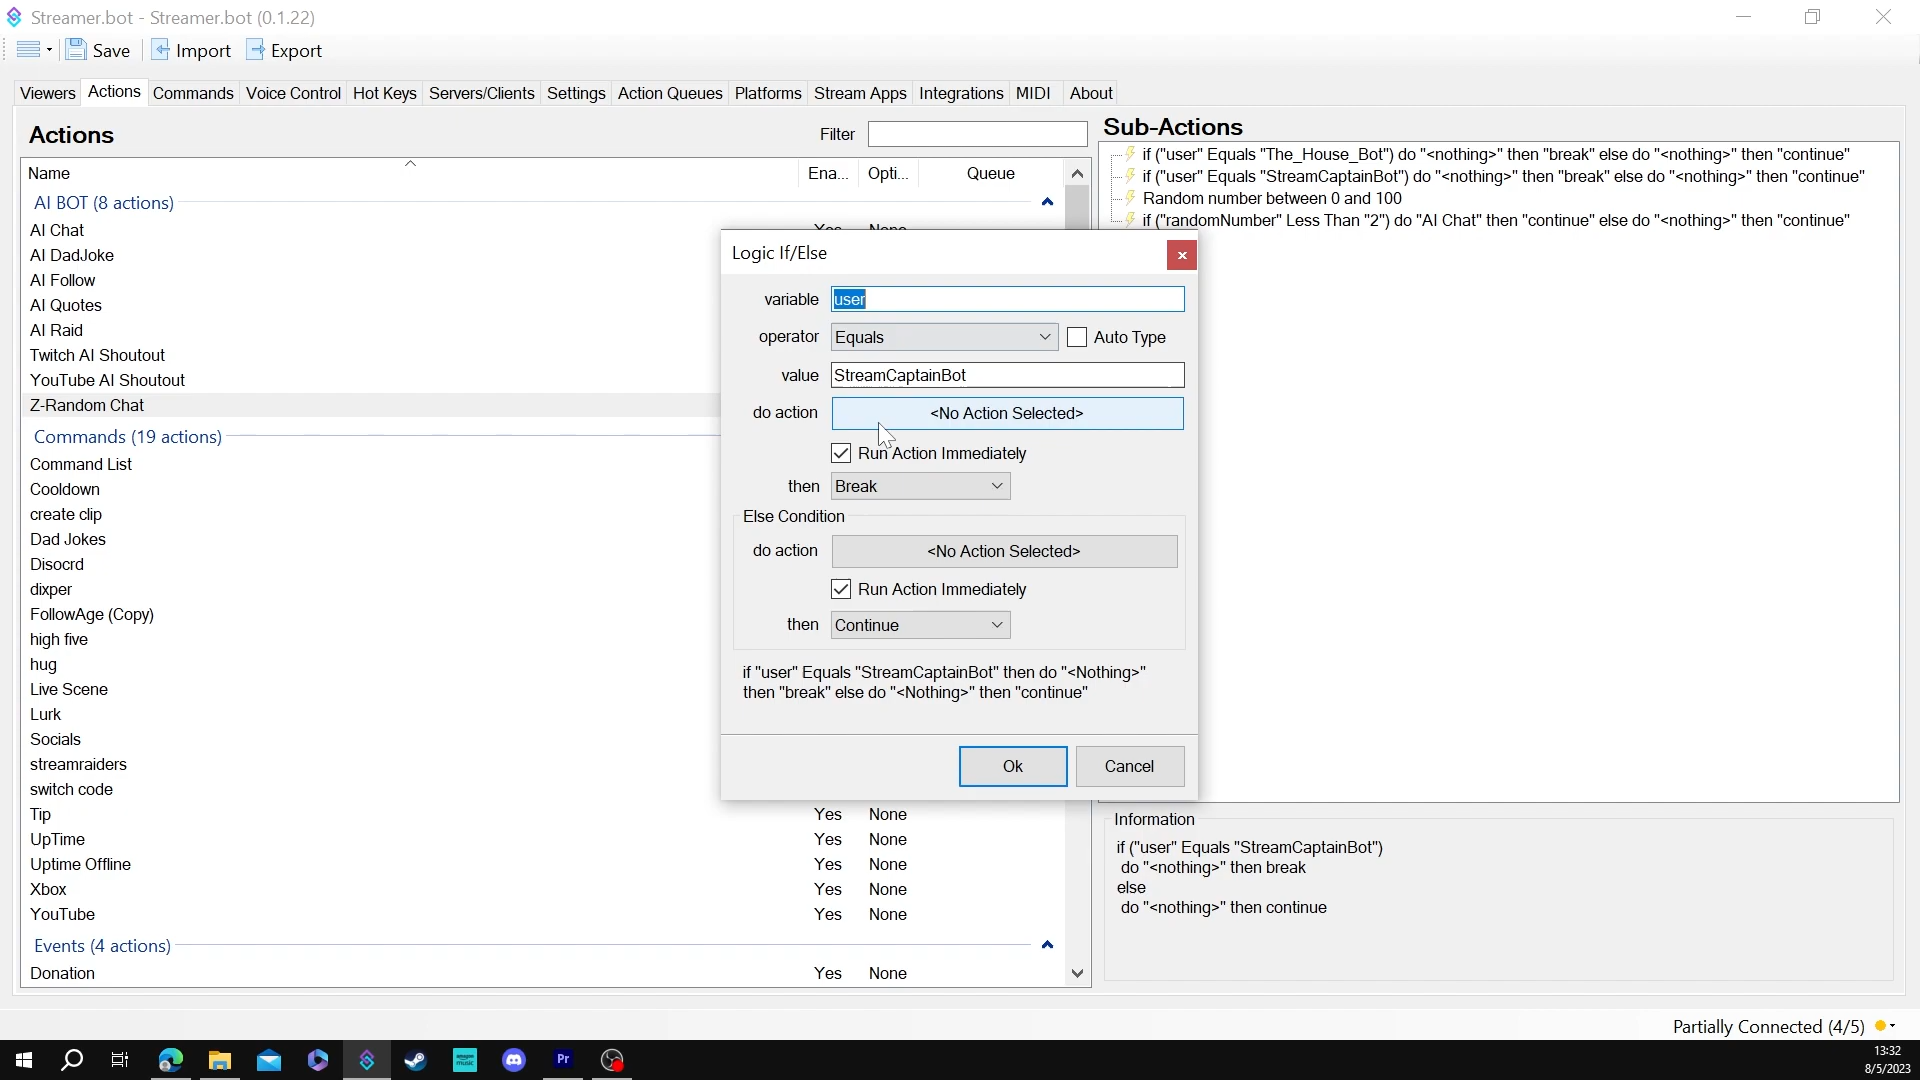 Streamer.bot - Streamer.bot (0.1.22)
Save
Import
Export
Viewers
Actions
Commands
Voice Control
Hot Keys
Servers/Clients
Settings
Action Queues
Platforms
Stream Apps
Integrations
MIDI
About
Actions
Filter
Name
Ena...
Opti...
Queue
AI BOT (8 actions)
AI Chat
Yes None
AI DadJoke
AI Follow
AI Quotes
AI Raid
Twitch AI Shoutout
YouTube AI Shoutout
Z-Random Chat
Commands (19 actions)
Command List
Cooldown
create clip
Dad Jokes
Disocrd
dixper
FollowAge (Copy)
high five
hug
Live Scene
Lurk
Socials
streamraiders
switch code
Tip Yes None
UpTime Yes None
Uptime Offline Yes None
Xbox Yes None
YouTube Yes None
Events (4 actions)
Donation Yes None
Sub-Actions
if ("user" Equals "The_House_Bot") do "<nothing>" then "break" else do "<nothing>" then "continue"
if ("user" Equals "StreamCaptainBot") do "<nothing>" then "break" else do "<nothing>" then "continue"
Random number between 0 and 100
if ("randomNumber" Less Than "2") do "AI Chat" then "continue" else do "<nothing>" then "continue"
Logic If/Else
variable user
operator Equals Auto Type
value StreamCaptainBot
do action <No Action Selected>
Run Action Immediately
then Break
Else Condition
do action <No Action Selected>
Run Action Immediately
then Continue
if "user" Equals "StreamCaptainBot" then do "<Nothing>"
then "break" else do "<Nothing>" then "continue"
Ok
Cancel
Information
if ("user" Equals "StreamCaptainBot")
do "<nothing>" then break
else
do "<nothing>" then continue
Partially Connected (4/5)
amazon
music
Pr
13:32
8/5/2023